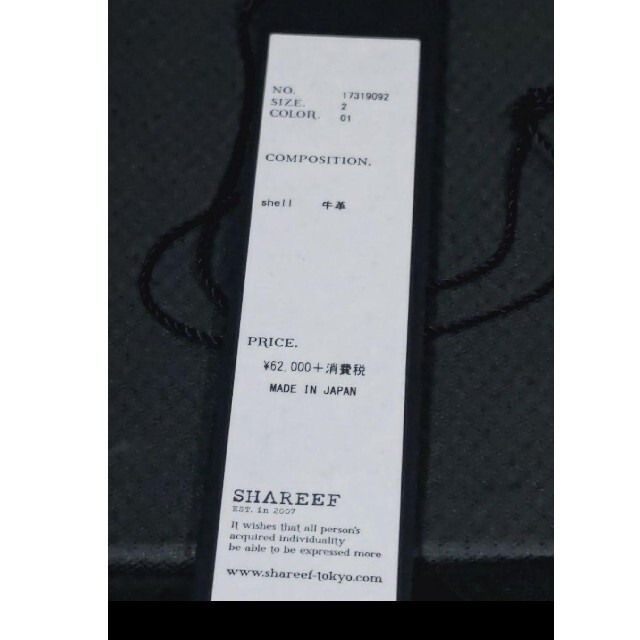 NO. 17319092
SIZE. 2
COLOR. 01
COMPOSITION.
shell 牛革
PRICE.
¥62,000+消費税
MADE IN JAPAN
SHAREEF
EST. in 2007
It wishes that all person's
acquired individuality
be able to be expressed more
www.shareef-tokyo.com